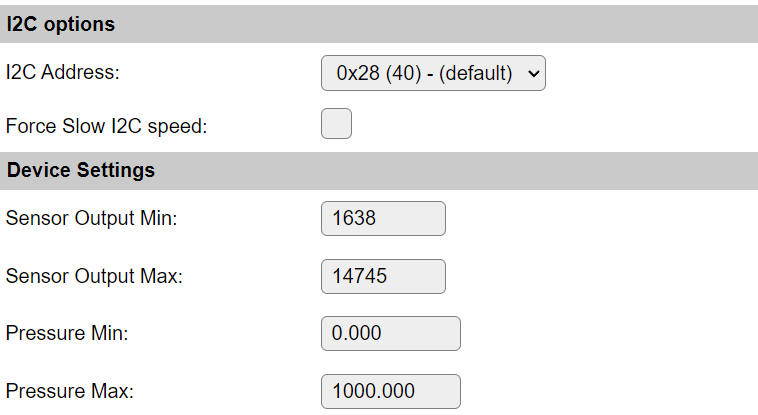 I2C options
I2C Address: 0x28 (40) - (default)
Force Slow I2C speed:
Device Settings
Sensor Output Min: 1638
Sensor Output Max: 14745
Pressure Min: 0.000
Pressure Max: 1000.000